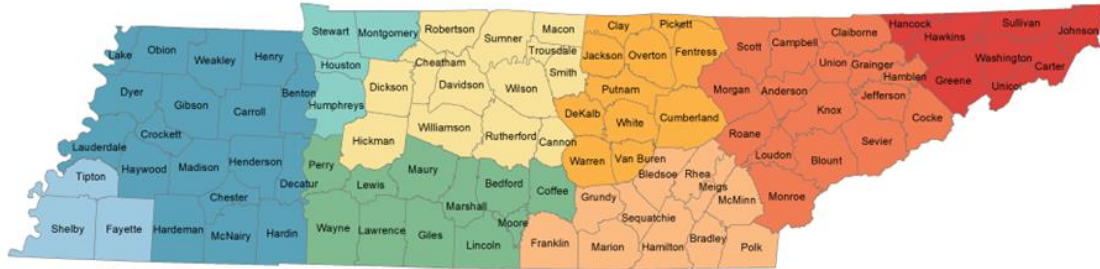 Lake
Obion
Weakley
Henry
Dyer
Gibson
Carroll
Benton
Crockett
Lauderdale
Haywood
Madison
Henderson
Decatur
Chester
Hardeman
McNairy
Hardin
Tipton
Shelby
Fayette
Stewart
Montgomery
Houston
Humphreys
Robertson
Sumner
Macon
Trousdale
Cheatham
Smith
Dickson
Davidson
Wilson
Hickman
Williamson
Rutherford
Cannon
Perry
Lewis
Maury
Bedford
Coffee
Marshall
Moore
Wayne
Lawrence
Giles
Lincoln
Clay
Pickett
Jackson
Overton
Fentress
Putnam
DeKalb
White
Cumberland
Warren
Van Buren
Bledsoe
Rhea
Meigs
McMinn
Grundy
Sequatchie
Franklin
Marion
Hamilton
Bradley
Polk
Scott
Campbell
Claiborne
Union
Grainger
Hamblen
Morgan
Anderson
Jefferson
Knox
Cocke
Roane
Sevier
Loudon
Blount
Monroe
Hancock
Hawkins
Sullivan
Johnson
Washington
Carter
Greene
Unicoi